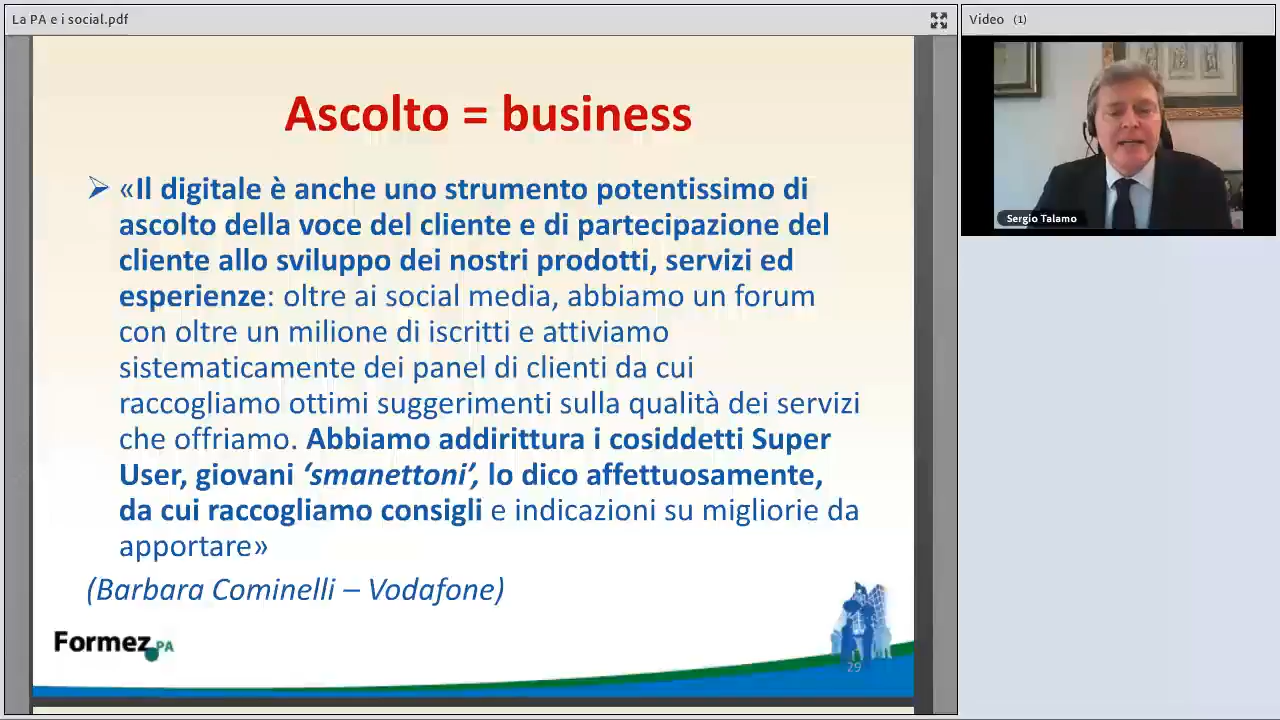 La PA e i social.pdf
Video (1)
Ascolto = business
«Il digitale è anche uno strumento potentissimo di
ascolto della voce del cliente e di partecipazione del
cliente allo sviluppo dei nostri prodotti, servizi ed
esperienze: oltre ai social media, abbiamo un forum
con oltre un milione di iscritti e attiviamo
sistematicamente dei panel di clienti da cui
raccogliamo ottimi suggerimenti sulla qualità dei servizi
che offriamo. Abbiamo addirittura i cosiddetti Super
User, giovani ‘smanettoni’, lo dico affettuosamente,
da cui raccogliamo consigli e indicazioni su migliorie da
apportare»
(Barbara Cominelli – Vodafone)
Formez PA
29
Sergio Talamo